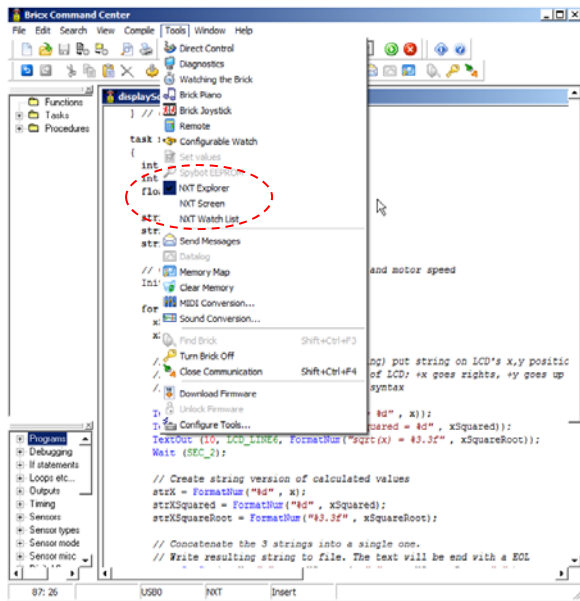 Bricx Command Center
File Edit Search View Compile Tools Window Help
Direct Control
Diagnostics
Watching the Brick
Brick Piano
Brick Joystick
Remote
Configurable Watch
Set values
Spybot EEPROM
NXT Explorer
NXT Screen
NXT Watch List
Send Messages
Datalog
Memory Map
Clear Memory
MIDI Conversion...
Sound Conversion...
Find Brick Shift+Ctrl+F3
Turn Brick Off
Close Communication Shift+Ctrl+F4
Download Firmware
Unlock Firmware
Configure Tools...
Functions
Tasks
Procedures
} //
task
{
int
int
flo
str
str
str
// and motor speed
Ini
for
x
x
// ng) put string on LCD's x,y positic
/ of LCD; +x goes rights, +y goes up
/ syntax
%d" , x));
uared = %d" , xSquared));
TextOut (10, LCD_LINE6, FormatNum("sqrt(x) = %3.3f" , xSquareRoot));
Wait (SEC_2);
// Create string version of calculated values
strX = FormatNum("%d" , x);
strXSquared = FormatNum("%d" , xSquared);
strXSquareRoot = FormatNum("%3.3f" , xSquareRoot);
// Concatenate the 3 strings into a single one.
// Write resulting string to file. The text will be end with a EOL
Programs
Debugging
If statements
Loops etc...
Outputs
Timing
Sensors
Sensor types
Sensor mode
Sensor misc
87: 26 USB0 NXT Insert